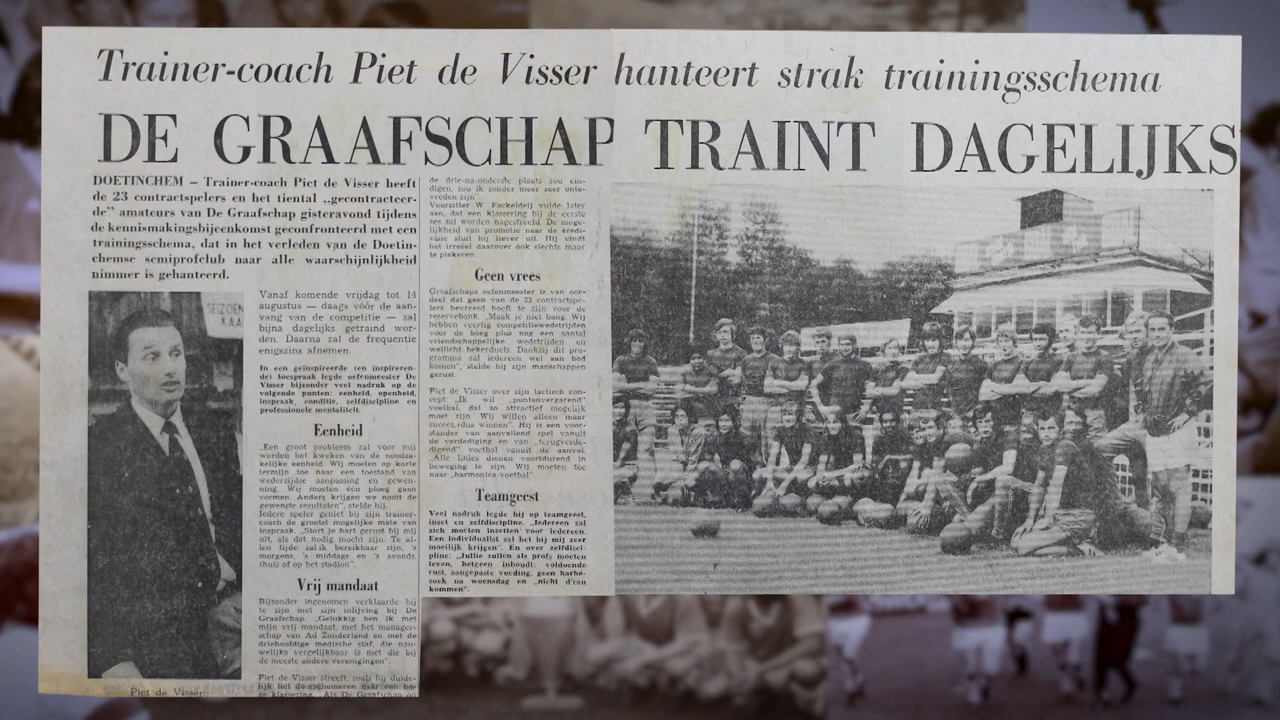 Trainer-coach Piet de Visser hanteert strak trainingsschema
DE GRAAFSCHAP TRAINT DAGELIJKS
DOETINCHEM — Trainer-coach Piet de Visser heeft
de 23 contractspelers en het tiental „gecontracteer-
de” amateurs van De Graafschap gisteravond tijdens
de kennismakingsbijeenkomst geconfronteerd met een
trainingsschema, dat in het verleden van de Doetin-
chemse semiprofclub naar alle waarschijnlijkheid
nimmer is gehanteerd.
SEIZOEN
KAA
Piet de Visser
Vanaf komende vrijdag tot 14
augustus — daags vóór de aan-
vang van de competitie — zal
bijna dagelijks getraind wor-
den. Daarna zal de frequentie
enigszins afnemen.
In een geïnspireerde (en inspireren-
de) toespraak legde oefenmeester De
Visser bijzonder veel nadruk op de
volgende punten: eenheid, openheid,
inspraak, conditie, zelfdiscipline en
professionele mentaliteit.
Eenheid
„Een groot probleem zal voor mij
worden het kweken van de noodza-
kelijke eenheid. Wij moeten op korte
termijn toe naar een toestand van
wederzijdse aanpassing en gewen-
ning. Wij moeten één ploeg gaan
vormen. Anders krijgen we nooit de
gewenste resultaten”, stelde hij.
Iedere speler geniet bij zijn trainer-
coach de grootst mogelijke mate van
inspraak. „Stort je hart gerust bij mij
uit, als dat nodig mocht zijn. Te al-
len tijde zal ik bereikbaar zijn, 's
morgens, 's middags en 's avonds,
thuis of op het stadion”.
Vrij mandaat
Bijzonder ingenomen verklaarde hij
te zijn met zijn inlijving bij De
Graafschap. „Gelukkig ben ik met
mijn vrij mandaat, met het manager-
schap van Ad Zonderland en met de
driehoofdige medische staf, die nau-
welijks vergelijkbaar is met die bij
de meeste andere verenigingen”.
Piet de Visser streeft, zoals hij duide-
lijk liet doorschemeren naar een ho-
ge klassering. „Als De Graafschap op
de drie-na-onderste plaats zou ein-
digen, zou ik zonder meer zeer onte-
vreden zijn”.
Voorzitter W. Fackeldeij vulde later
aan, dat een klassering bij de eerste
zes zal worden nagestreefd. De moge-
lijkheid van promotie naar de eredi-
visie sluit hij liever uit. Hij vindt
het irreëel daarover ook slechts maar
te piekeren.
Geen vrees
Graafschaps oefenmeester is van oor-
deel dat geen van de 23 contractspe-
lers bevreesd hoeft te zijn voor de
reservebank. „Maak je niet bang. Wij
hebben veertig competitiewedstrijden
voor de boeg plus nog een aantal
vriendschappelijke wedstrijden en
wellicht bekerduels. Dankzij dit pro-
gramma zal iedereen wel aan bod
komen”, stelde hij zijn manschappen
gerust.
Piet de Visser over zijn tactisch con-
cept: „Ik wil „puntenvergarend”
voetbal, dat zo attractief mogelijk
moet zijn. Wij willen alleen maar
succes, dus winnen”. Hij is een voor-
stander van aanvallend spel vanuit
de verdediging en van „terugverde-
digend” voetbal vanuit de aanval.
„Alle linies dienen voortdurend in
beweging te zijn. Wij moeten toe
naar „harmonica-voetbal”.
Teamgeest
Veel nadruk legde hij op teamgeest,
inzet en zelfdiscipline. „Iedereen zal
zich moeten inzetten voor iedereen.
Een individualist zal het bij mij zeer
moeilijk krijgen”. En over zelfdisci-
pline: „Jullie zullen als profs moeten
leven, hetgeen inhoudt: voldoende
rust, aangepaste voeding, geen barbe-
zoek na woensdag en „nicht d'ran
kommen”.